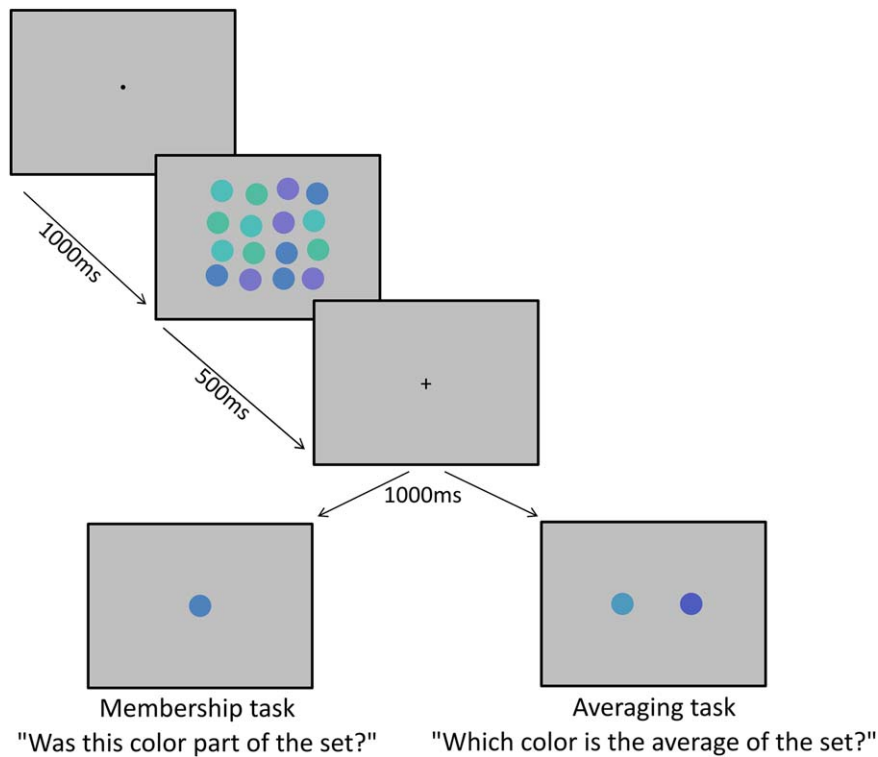 1000ms
500ms
1000ms
Membership task
"Was this color part of the set?"
Averaging task
"Which color is the average of the set?"